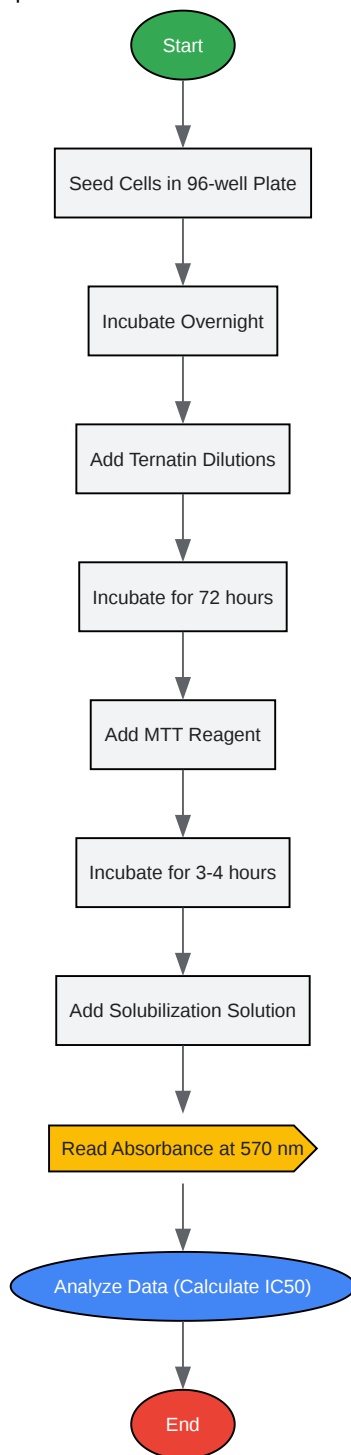 Start
Seed Cells in 96-well Plate
Incubate Overnight
Add Ternatin Dilutions
Incubate for 72 hours
Add MTT Reagent
Incubate for 3-4 hours
Add Solubilization Solution
Read Absorbance at 570 nm
Analyze Data (Calculate IC50)
End